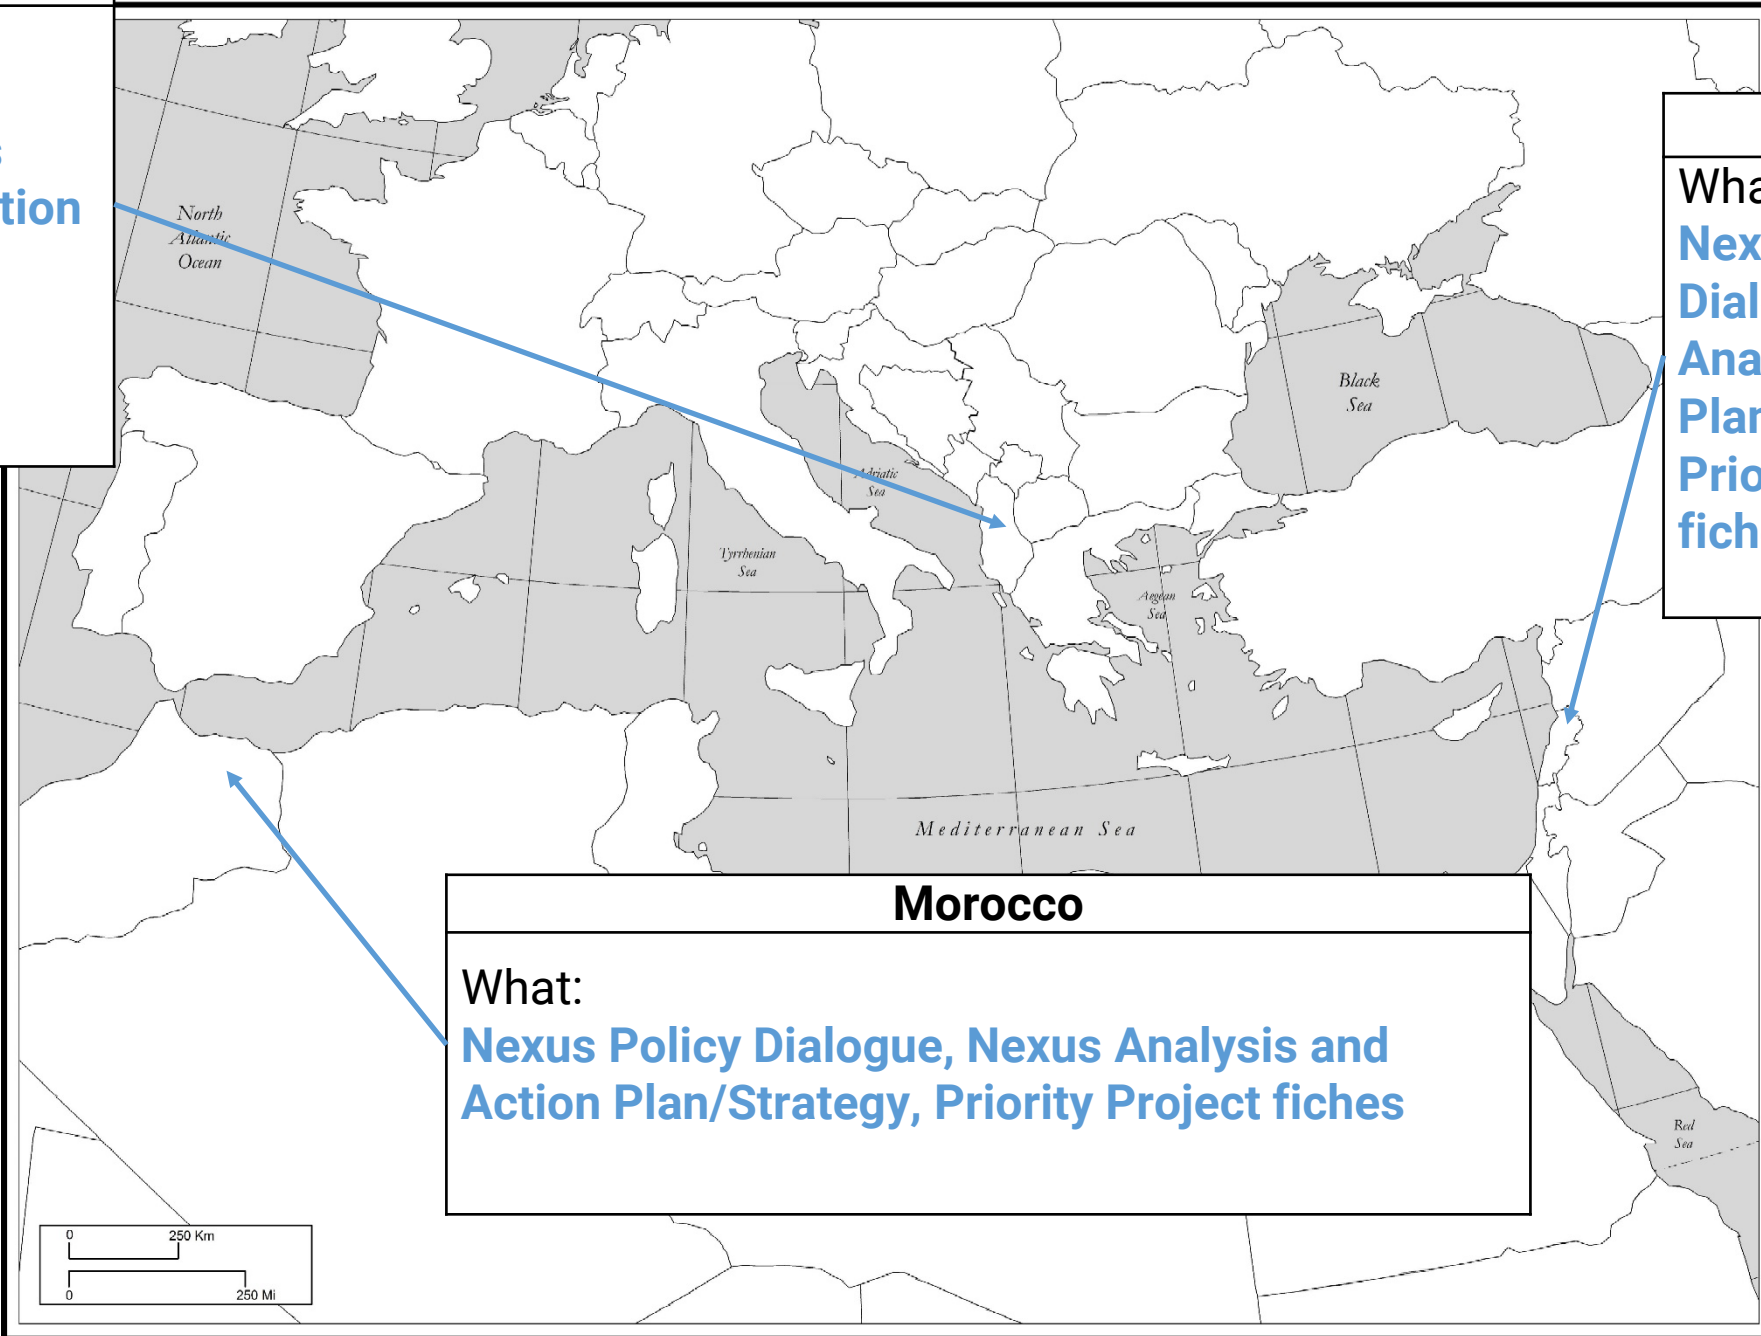 s
tion
North
Atlantic
Ocean
Wha
Nex
Dial
Ana
Plan
Prio
fich
Black
Sea
Adriatic
Sea
Tyrrhenian
Sea
Aegean
Sea
Mediterranean Sea
Morocco
What:
Nexus Policy Dialogue, Nexus Analysis and
Action Plan/Strategy, Priority Project fiches
Red
Sea
0 250 Km
0 250 Mi